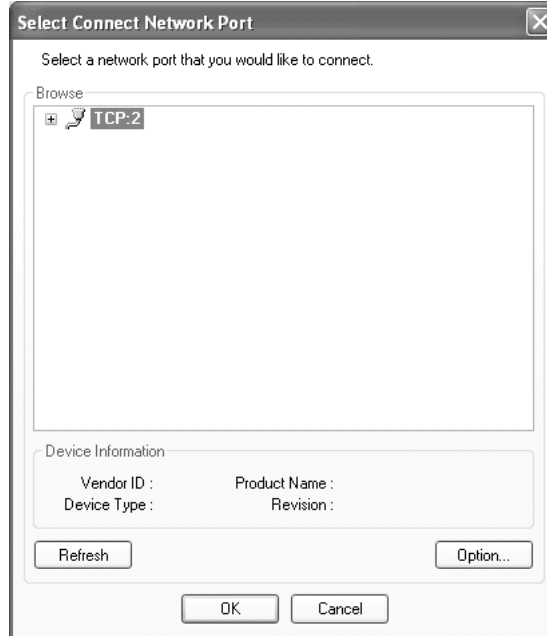 Select Connect Network Port
Select a network port that you would like to connect.
Browse
TCP:2
Device Information
Vendor ID : Product Name :
Device Type : Revision :
Refresh Option...
OK Cancel